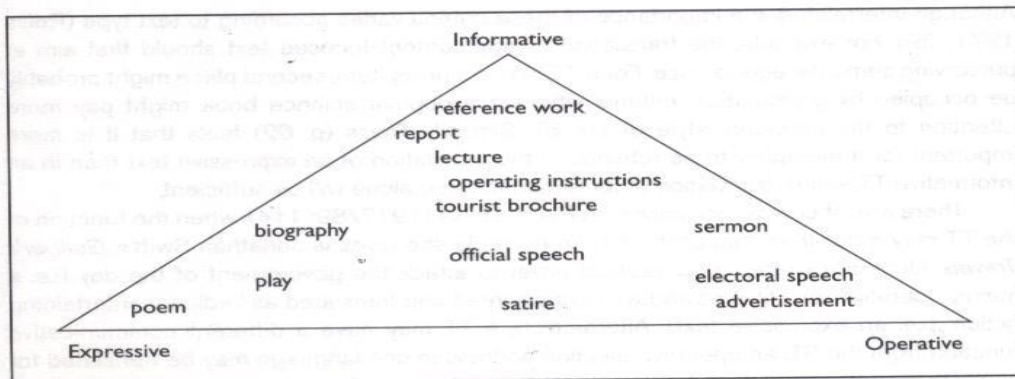 Informative
reference work
report
lecture
operating instructions
tourist brochure
biography sermon
official speech
play electoral speech
poem satire advertisement
Expressive Operative